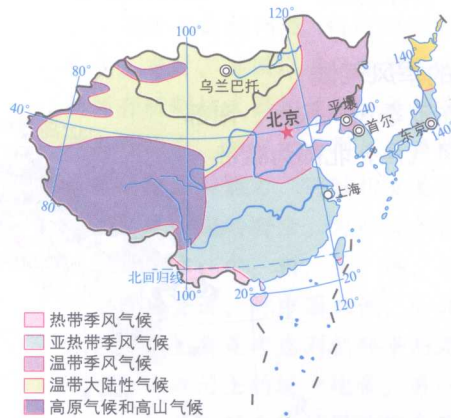 120°
100°
140°
80°
乌兰巴托
40°
平壤
40°
北京
首尔
东京
140°
80°
上海
北回归线
100°
20°
20°
120°
热带季风气候
亚热带季风气候
温带季风气候
温带大陆性气候
高原气候和高山气候